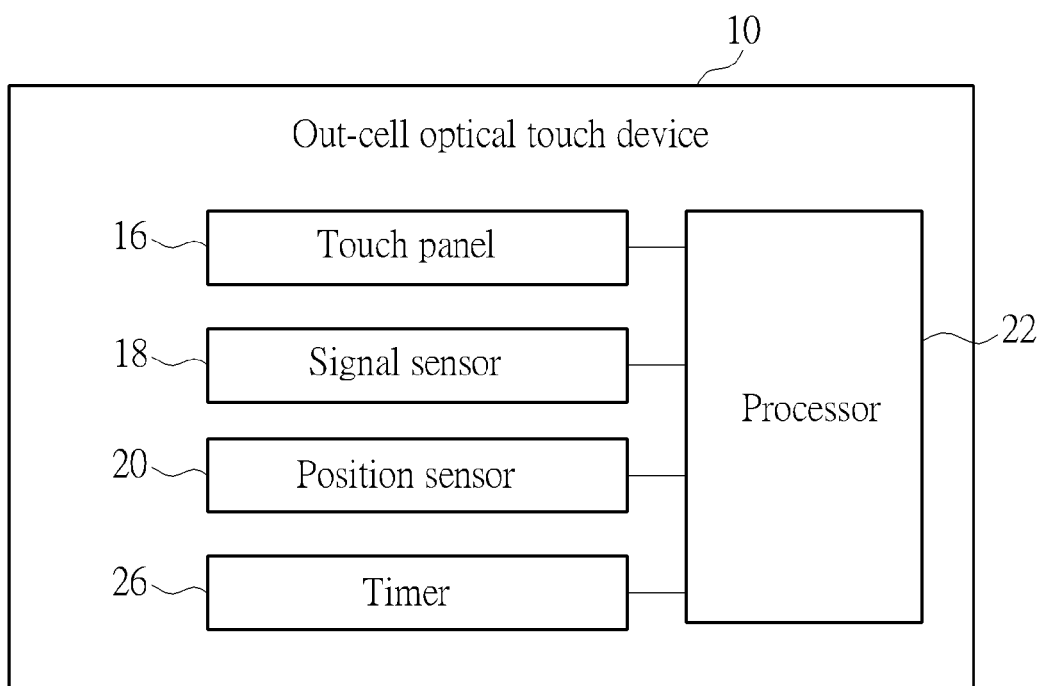 10
Out-cell optical touch device
16
Touch panel
18
Signal sensor
22
Processor
20
Position sensor
26
Timer